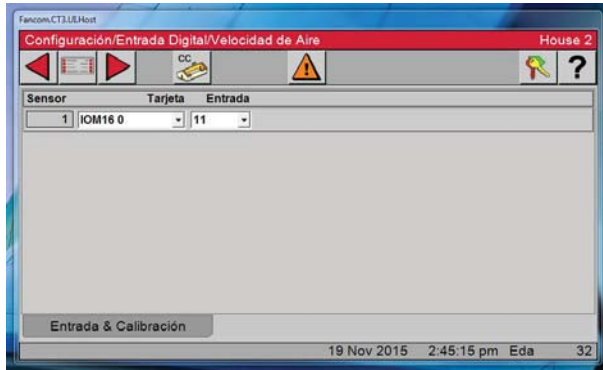 Fancom.CT3.UI.Host
Configuración/Entrada Digital/Velocidad de Aire House 2
CC
?
Sensor Tarjeta Entrada
1 IOM16 0 11
Entrada & Calibración
19 Nov 2015 2:45:15 pm Eda 32